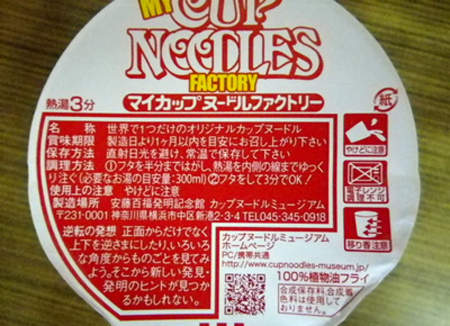 MY
CUP
NOODLES
FACTORY
マイカップヌードルファクトリー
熱湯3分
紙
名 称 世界で1つだけのオリジナルカップヌードル
賞味期限 製造日より1ヶ月以内を目安にお召し上がり下さい
保存方法 直射日光を避け、常温で保存して下さい
調理方法 ①フタを半分まではがし、熱湯を内側の線までゆっく
り注ぐ(必要なお湯の目安量:300ml)②フタをして3分でOK!
使用上の注意 やけどに注意
製造場所 安藤百福発明記念館 カップヌードルミュージアム
〒231-0001 神奈川県横浜市中区新港2-3-4 TEL045-345-0918
やけどに注意
電子レンジ
調理不可
移り香注意
逆転の発想 正面からだけでなく
上下を逆さまにしたり、いろいろ
な角度からものごとを見てみ
よう。そこから新しい発見・
発明のヒントが見つか
るかもしれない。
カップヌードルミュージアム
ホームページ
PC/携帯共通
http://www.cupnoodles-museum.jp/
100%植物油フライ
合成保存料、合成着
色料は使用して
おりません。